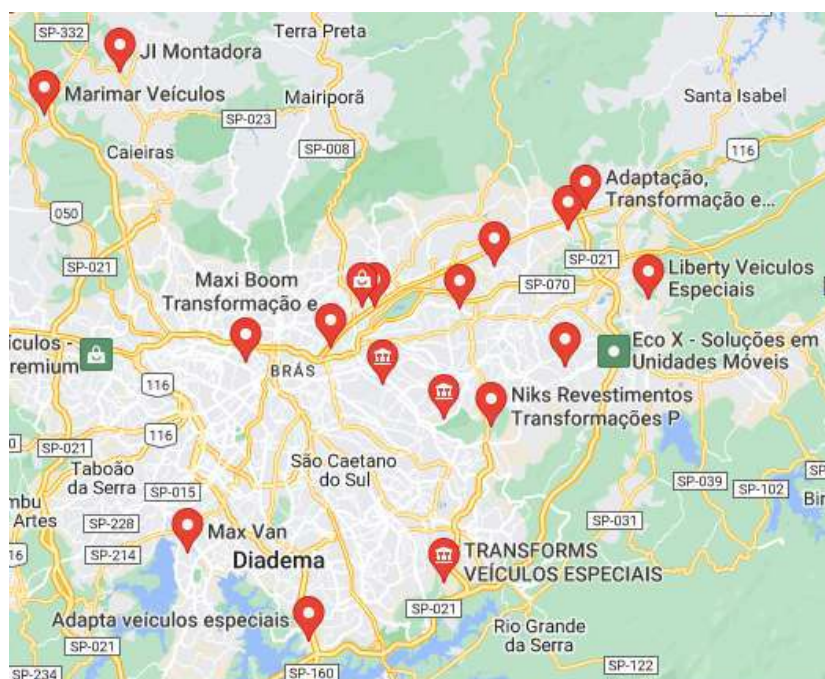 SP-332
Terra Preta
JI Montadora
Marimar Veículos
Mairiporã
Santa Isabel
SP-023
Caieiras
SP-008
116
Adaptação,
Transformação e...
050
SP-021
SP-021
Maxi Boom
Transformação e
SP-070
Liberty Veiculos
Especiais
ículos -
remium
BRÁS
Eco X - Soluções em
Unidades Móveis
116
Niks Revestimentos
Transformações P
116
SP-021
São Caetano
do Sul
Taboão
da Serra
SP-015
SP-039
SP-102
Artes
SP-228
SP-031
Max Van
16
SP-214
Diadema
TRANSFORMS
VEÍCULOS ESPECIAIS
SP-021
Adapta veículos especiais
Rio Grande
da Serra
SP-021
SP-234
SP-160
SP-122